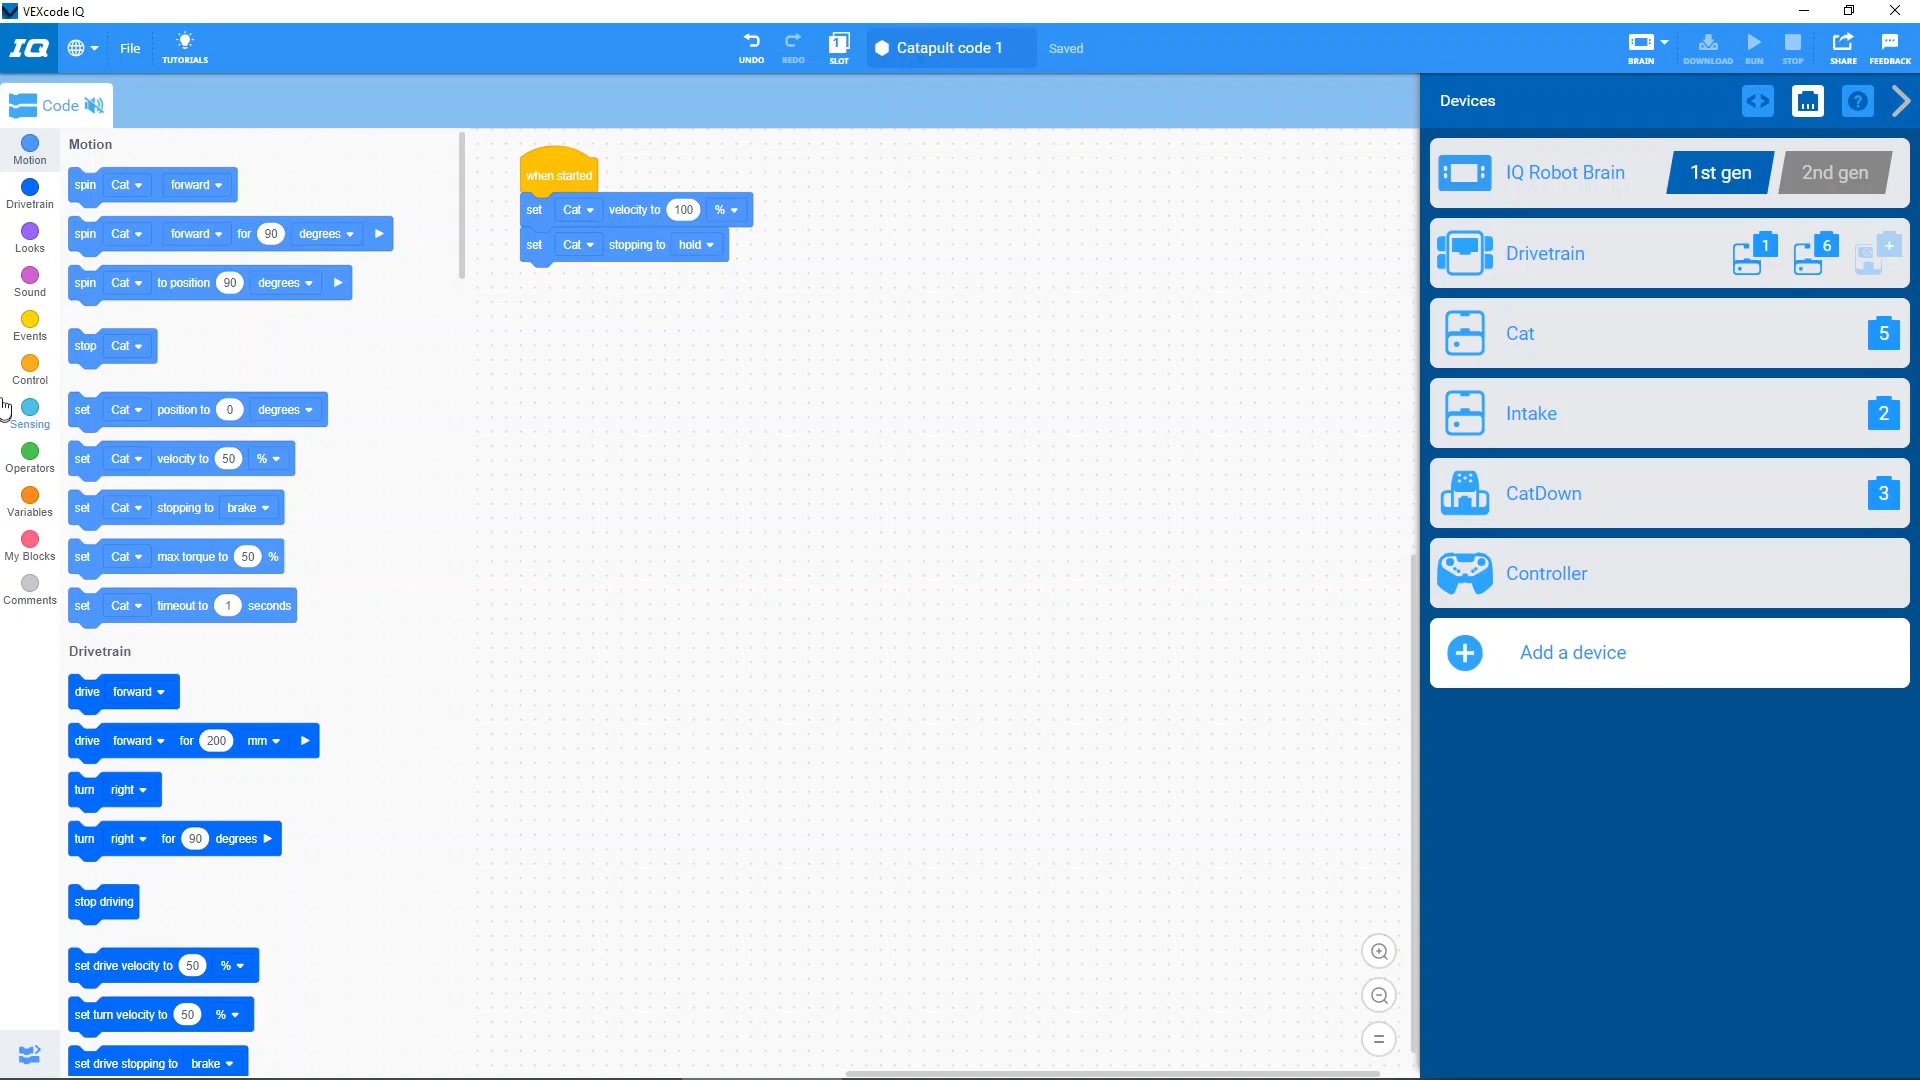 VEXcode IQ
IQ File TUTORIALS UNDO REDO 1 SLOT Catapult code 1 Saved BRAIN DOWNLOAD RUN STOP SHARE FEEDBACK
Code
Devices
Motion
Drivetrain
Looks
Sound
Events
Control
Sensing
Operators
Variables
My Blocks
Comments
Motion
spin Cat forward
spin Cat forward for 90 degrees
spin Cat to position 90 degrees
stop Cat
set Cat position to 0 degrees
set Cat velocity to 50 %
set Cat stopping to brake
set Cat max torque to 50 %
set Cat timeout to 1 seconds
Drivetrain
drive forward
drive forward for 200 mm
turn right
turn right for 90 degrees
stop driving
set drive velocity to 50 %
set turn velocity to 50 %
set drive stopping to brake
when started
set Cat velocity to 100 %
set Cat stopping to hold
IQ Robot Brain 1st gen 2nd gen
Drivetrain 1 6
Cat 5
Intake 2
CatDown 3
Controller
Add a device